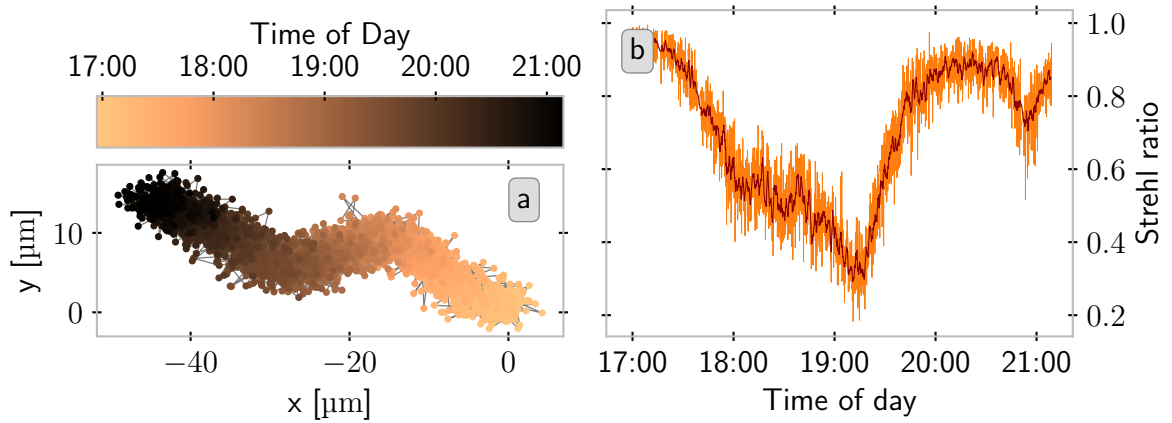 Time of Day
17:00 18:00 19:00 20:00 21:00
a
y [µm]
10
0
−40 −20 0
x [µm]
b
1.0
0.8
0.6
0.4
0.2
Strehl ratio
17:00 18:00 19:00 20:00 21:00
Time of day